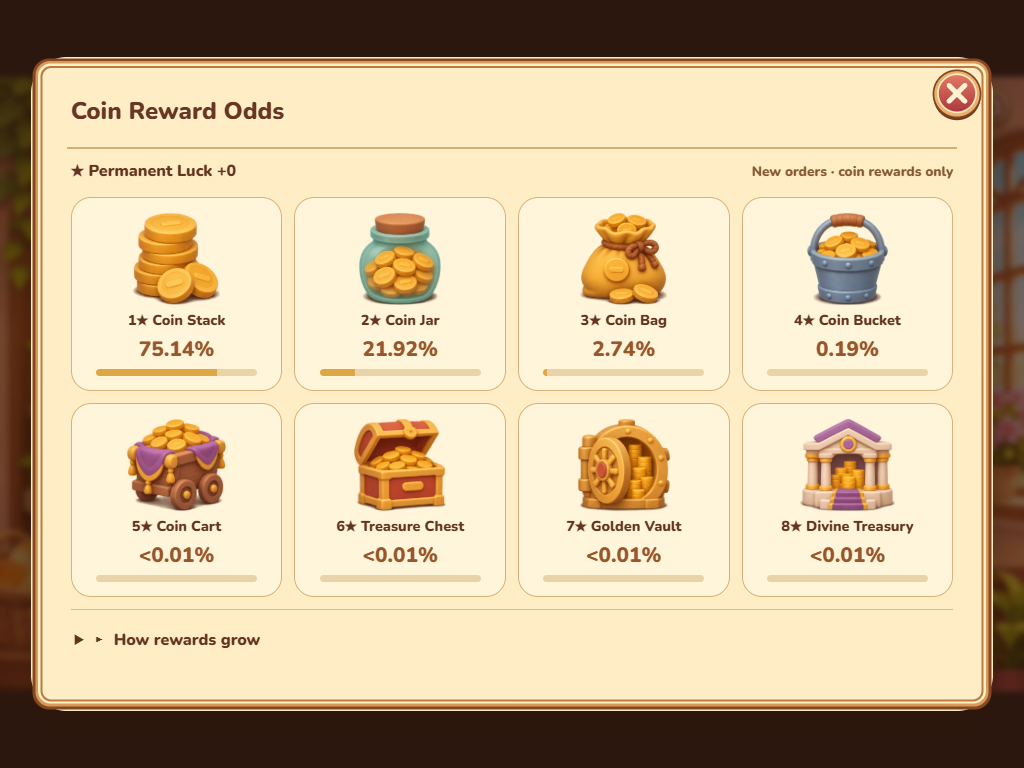 Coin Reward Odds
★ Permanent Luck +0
New orders · coin rewards only
1★ Coin Stack
75.14%
2★ Coin Jar
21.92%
3★ Coin Bag
2.74%
4★ Coin Bucket
0.19%
5★ Coin Cart
<0.01%
6★ Treasure Chest
<0.01%
7★ Golden Vault
<0.01%
8★ Divine Treasury
<0.01%
▶ ▸ How rewards grow